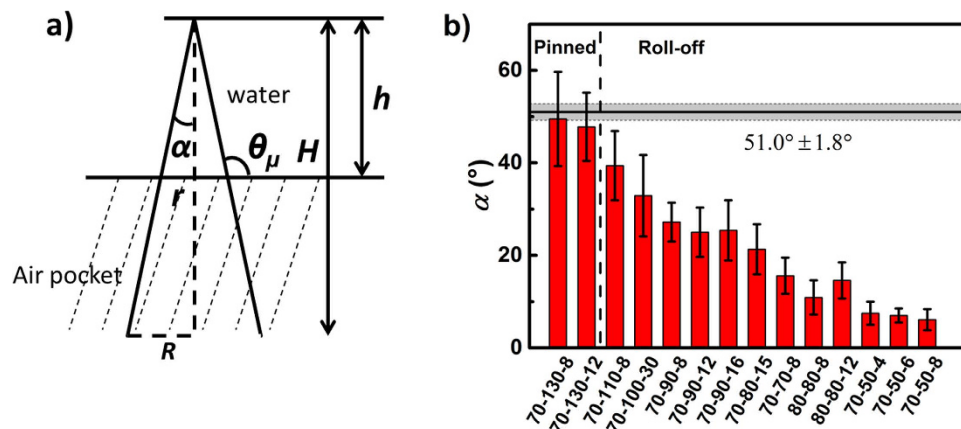 a)
water
h
α
θμ
H
r
Air pocket
R
b)
Pinned
Roll-off
60
51.0° ±1.8°
40
α (°)
20
0
70-130-8
70-130-12
70-110-8
70-100-30
70-90-8
70-90-12
70-90-16
70-80-15
70-70-8
80-80-8
80-80-12
70-50-4
70-50-6
70-50-8